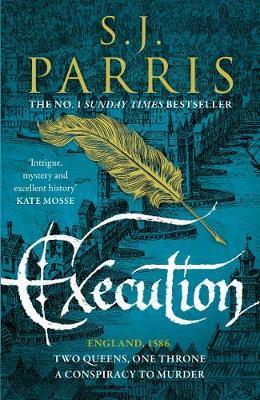 S.J.
PARRIS
THE NO. 1 SUNDAY TIMES BESTSELLER
‘Intrigue,
mystery and
excellent history’
KATE MOSSE
Execution
ENGLAND, 1586.
TWO QUEENS, ONE THRONE
A CONSPIRACY TO MURDER